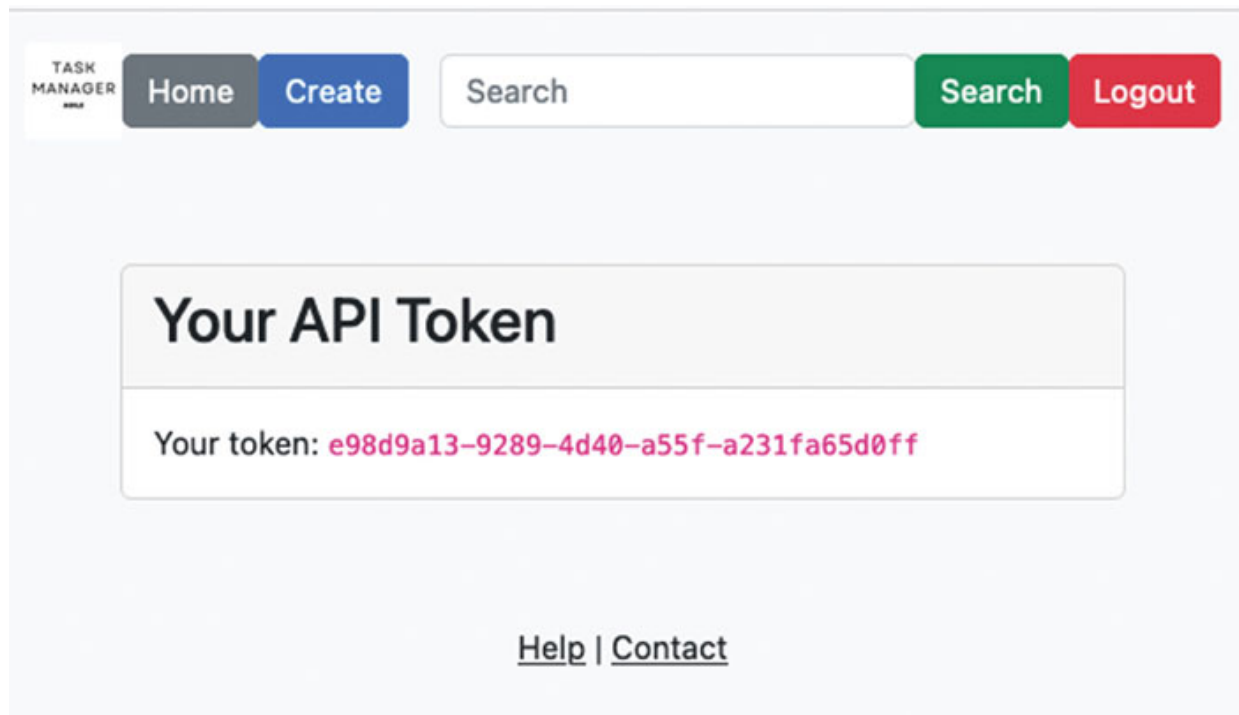 TASK
MANAGER
Home Create Search Search Logout
Your API Token
Your token: e98d9a13-9289-4d40-a55f-a231fa65d0ff
Help | Contact